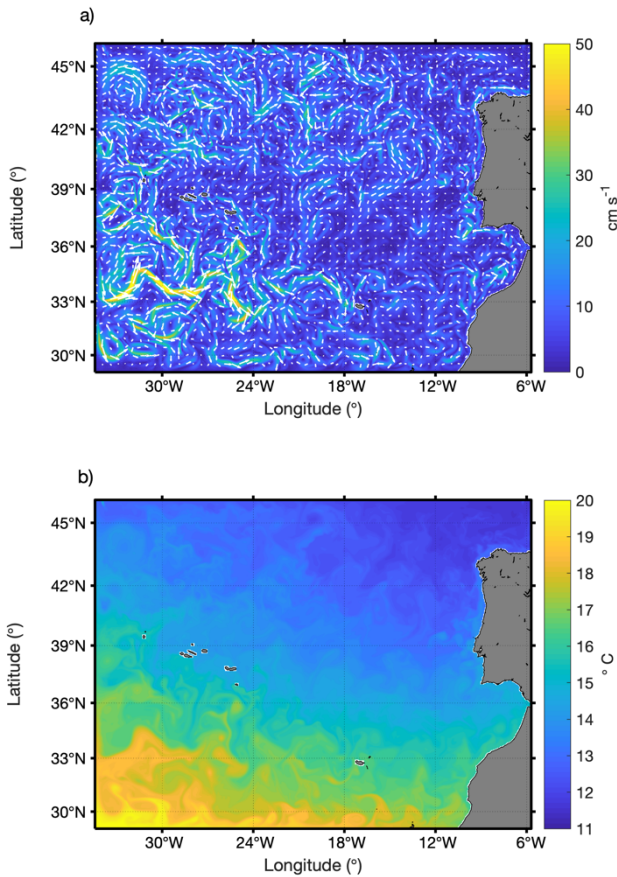 a)
45°N
42°N
39°N
36°N
33°N
30°N
Latitude (°)
30°W
24°W
18°W
12°W
6°W
Longitude (°)
50
40
30
20
10
0
cm s⁻¹
b)
45°N
42°N
39°N
36°N
33°N
30°N
Latitude (°)
30°W
24°W
18°W
12°W
6°W
Longitude (°)
20
19
18
17
16
15
14
13
12
11
° C